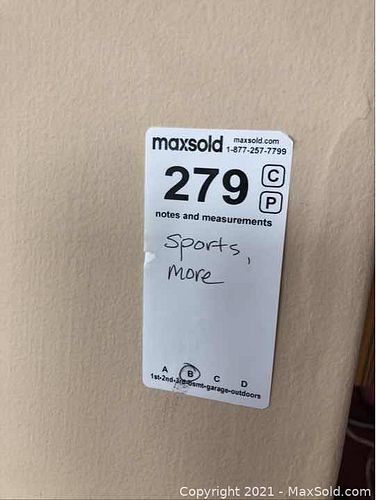 maxsold maxsold.com
1-877-257-7799
279 C
P
notes and measurements
sports,
more
A B C D
1st-2nd-3rd-bsmt-garage-outdoors
Copyright 2021 - MaxSold.com